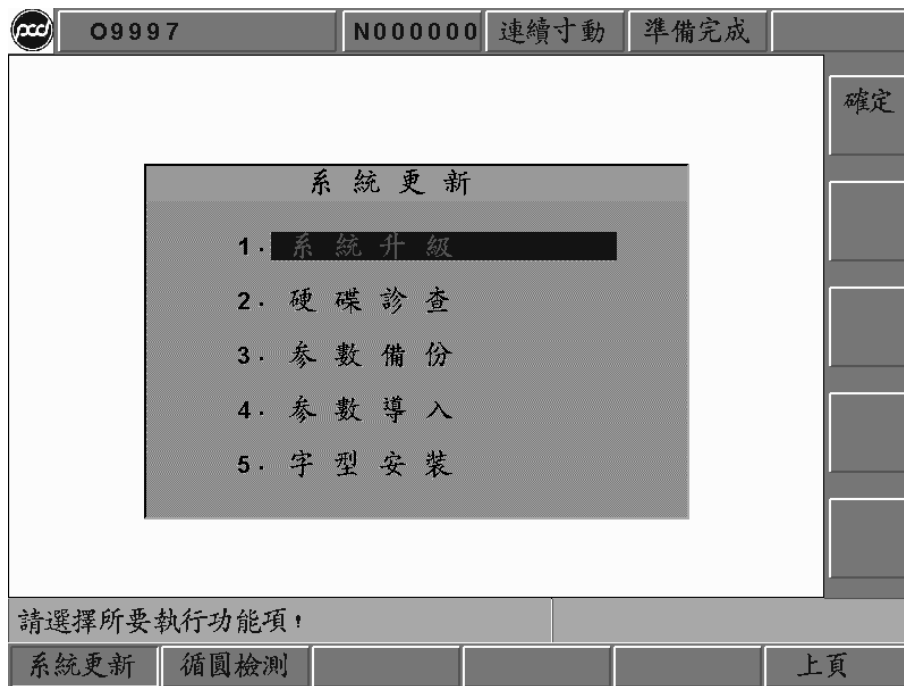 pcd O9997 N000000 連續寸動 準備完成
確定
系統更新
1. 系統升級
2. 硬碟診查
3. 參數備份
4. 參數導入
5. 字型安裝
請選擇所要執行功能項！
系統更新 循圓檢測 上頁